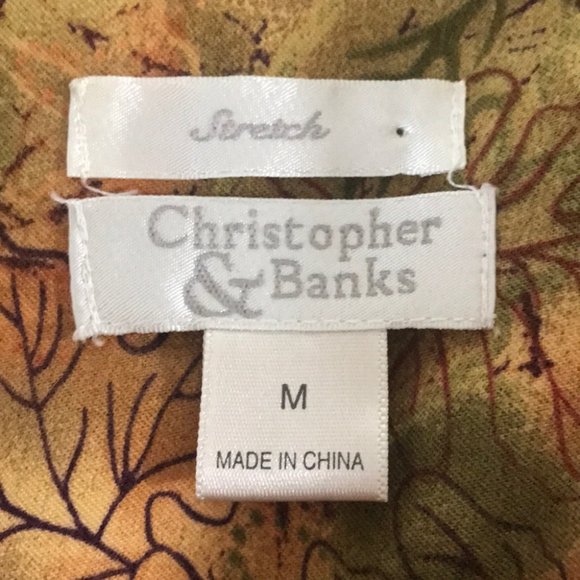 Stretch
Christopher
& Banks
M
MADE IN CHINA